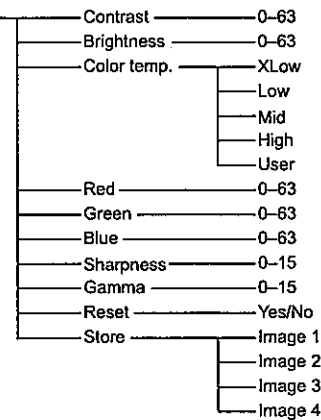 Contrast 0–63
Brightness 0–63
Color temp. XLow
Low
Mid
High
User
Red 0–63
Green 0–63
Blue 0–63
Sharpness 0–15
Gamma 0–15
Reset Yes/No
Store Image 1
Image 2
Image 3
Image 4